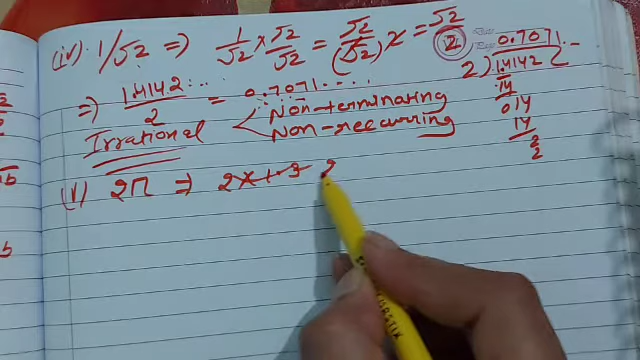 (iv) 1/√2 ⇒ 1/√2 × √2/√2 = √2/(√2)2 = √2/2
⇒ 1.4142.../2 = 0.7071....
Irrational < Non-terminating
Non-recurring
0.7071
2)1.4142(
14
014
14
2
2
(V) 2π ⇒